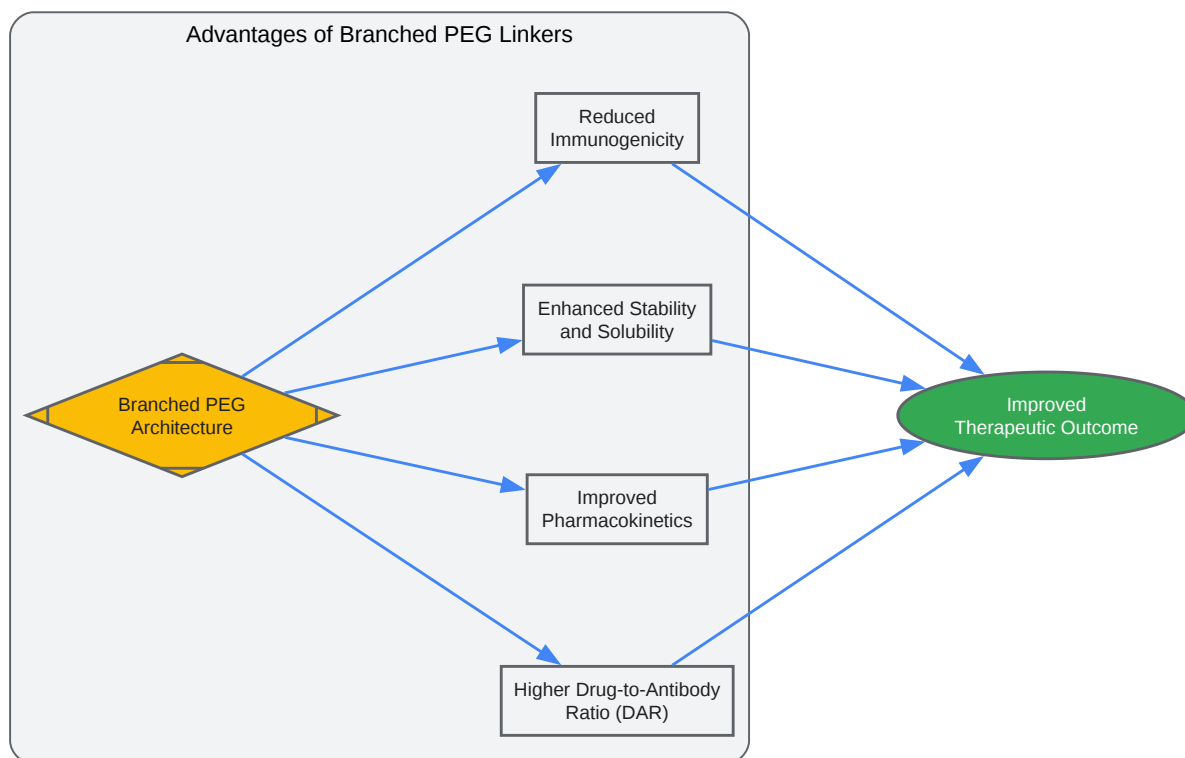 Advantages of Branched PEG Linkers
Reduced
Immunogenicity
Enhanced Stability
and Solubility
Branched PEG
Architecture
Improved
Therapeutic Outcome
Improved
Pharmacokinetics
Higher Drug-to-Antibody
Ratio (DAR)